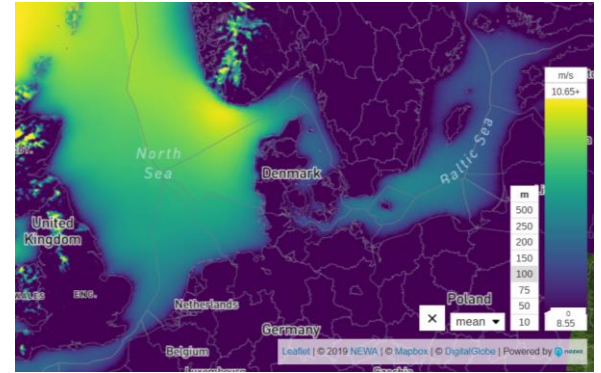 m/s
10.65+
North
Sea
Denmark
Baltic Sea
United
Kingdom
m
500
250
200
150
100
75
50
10
0
8.55
ENG.
Netherlands
Poland
× mean
Germany
Belgium
Leaflet | © 2019 NEWA | © Mapbox | © DigitalGlobe | Powered by